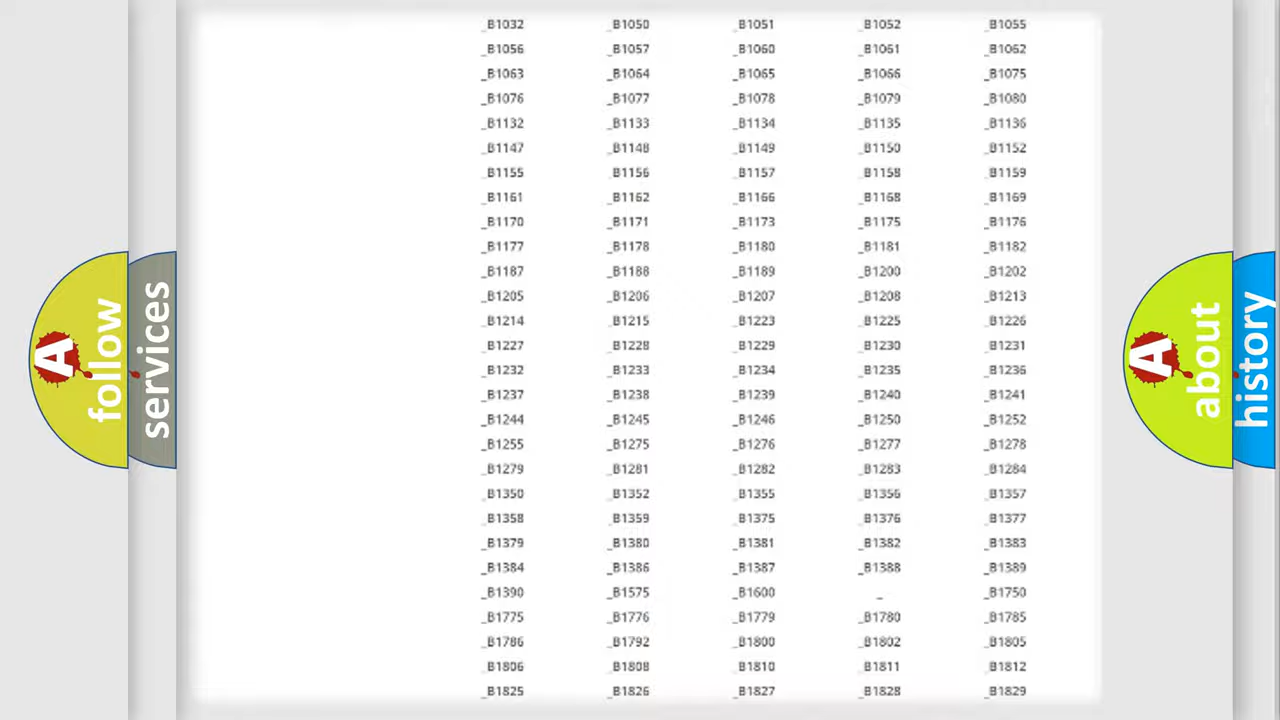 _B1032 _B1050 _B1051 _B1052 _B1055
_B1056 _B1057 _B1060 _B1061 _B1062
_B1063 _B1064 _B1065 _B1066 _B1075
_B1076 _B1077 _B1078 _B1079 _B1080
_B1132 _B1133 _B1134 _B1135 _B1136
_B1147 _B1148 _B1149 _B1150 _B1152
_B1155 _B1156 _B1157 _B1158 _B1159
_B1161 _B1162 _B1166 _B1168 _B1169
_B1170 _B1171 _B1173 _B1175 _B1176
_B1177 _B1178 _B1180 _B1181 _B1182
_B1187 _B1188 _B1189 _B1200 _B1202
_B1205 _B1206 _B1207 _B1208 _B1213
_B1214 _B1215 _B1223 _B1225 _B1226
_B1227 _B1228 _B1229 _B1230 _B1231
_B1232 _B1233 _B1234 _B1235 _B1236
_B1237 _B1238 _B1239 _B1240 _B1241
_B1244 _B1245 _B1246 _B1250 _B1252
_B1255 _B1275 _B1276 _B1277 _B1278
_B1279 _B1281 _B1282 _B1283 _B1284
_B1350 _B1352 _B1355 _B1356 _B1357
_B1358 _B1359 _B1375 _B1376 _B1377
_B1379 _B1380 _B1381 _B1382 _B1383
_B1384 _B1386 _B1387 _B1388 _B1389
_B1390 _B1575 _B1600 _ _B1750
_B1775 _B1776 _B1779 _B1780 _B1785
_B1786 _B1792 _B1800 _B1802 _B1805
_B1806 _B1808 _B1810 _B1811 _B1812
_B1825 _B1826 _B1827 _B1828 _B1829
A
follow
services
A
about
history